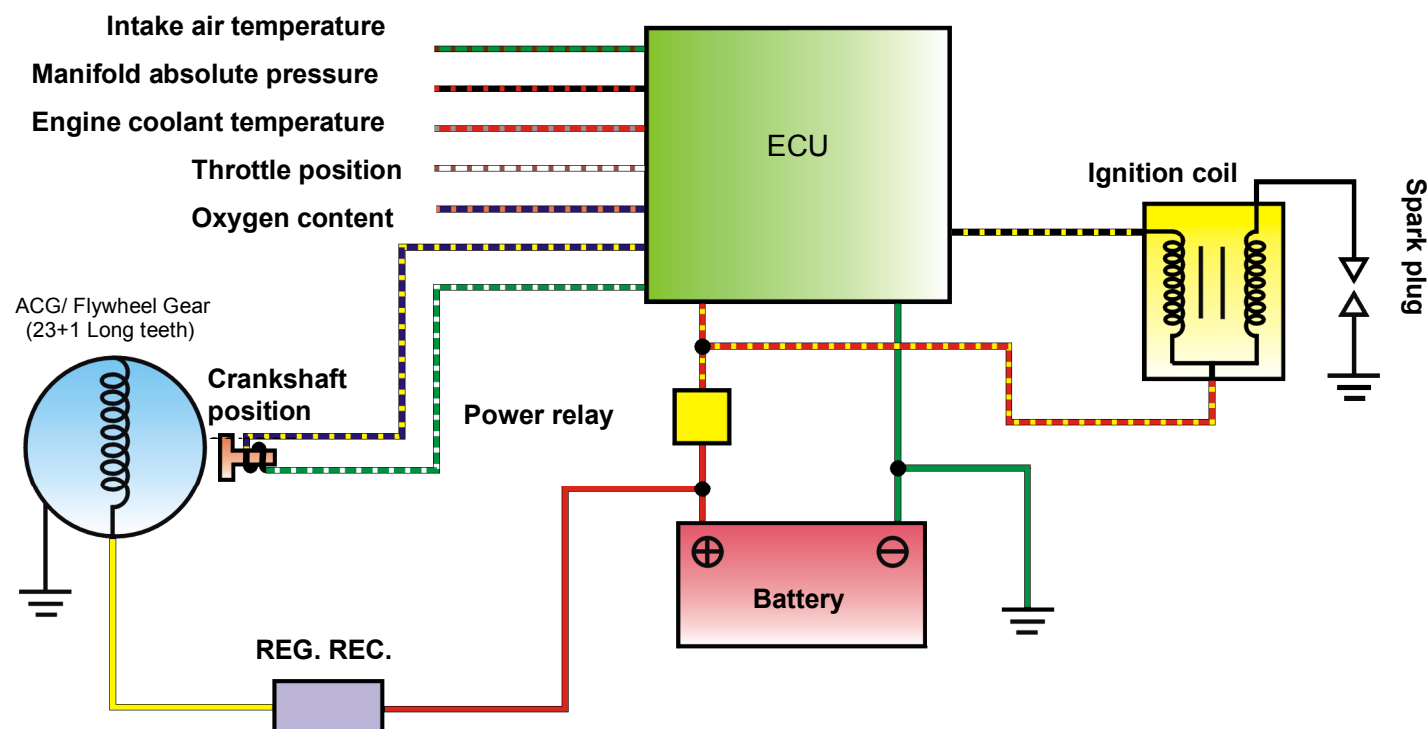 Intake air temperature
Manifold absolute pressure
Engine coolant temperature
Throttle position
Oxygen content
ECU
Ignition coil
Spark plug
ACG/ Flywheel Gear
(23+1 Long teeth)
Crankshaft
position
Power relay
Battery
REG. REC.